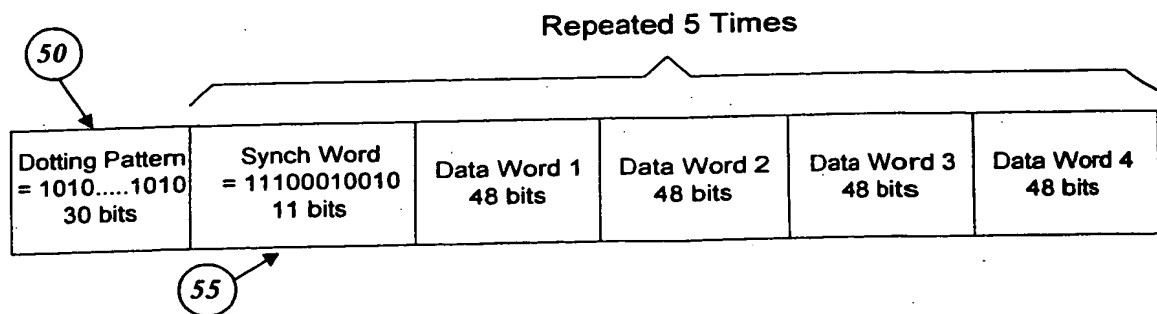 Repeated 5 Times
50
Dotting Pattern
= 1010.....1010
30 bits
Synch Word
= 11100010010
11 bits
Data Word 1
48 bits
Data Word 2
48 bits
Data Word 3
48 bits
Data Word 4
48 bits
55